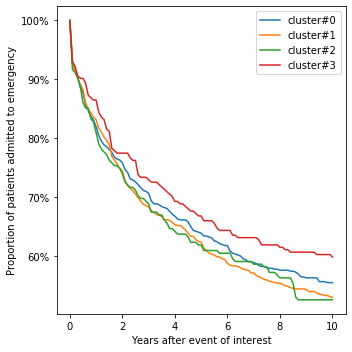 cluster#0
cluster#1
cluster#2
cluster#3
100%
90%
80%
70%
60%
Proportion of patients admitted to emergency
0
2
4
6
8
10
Years after event of interest